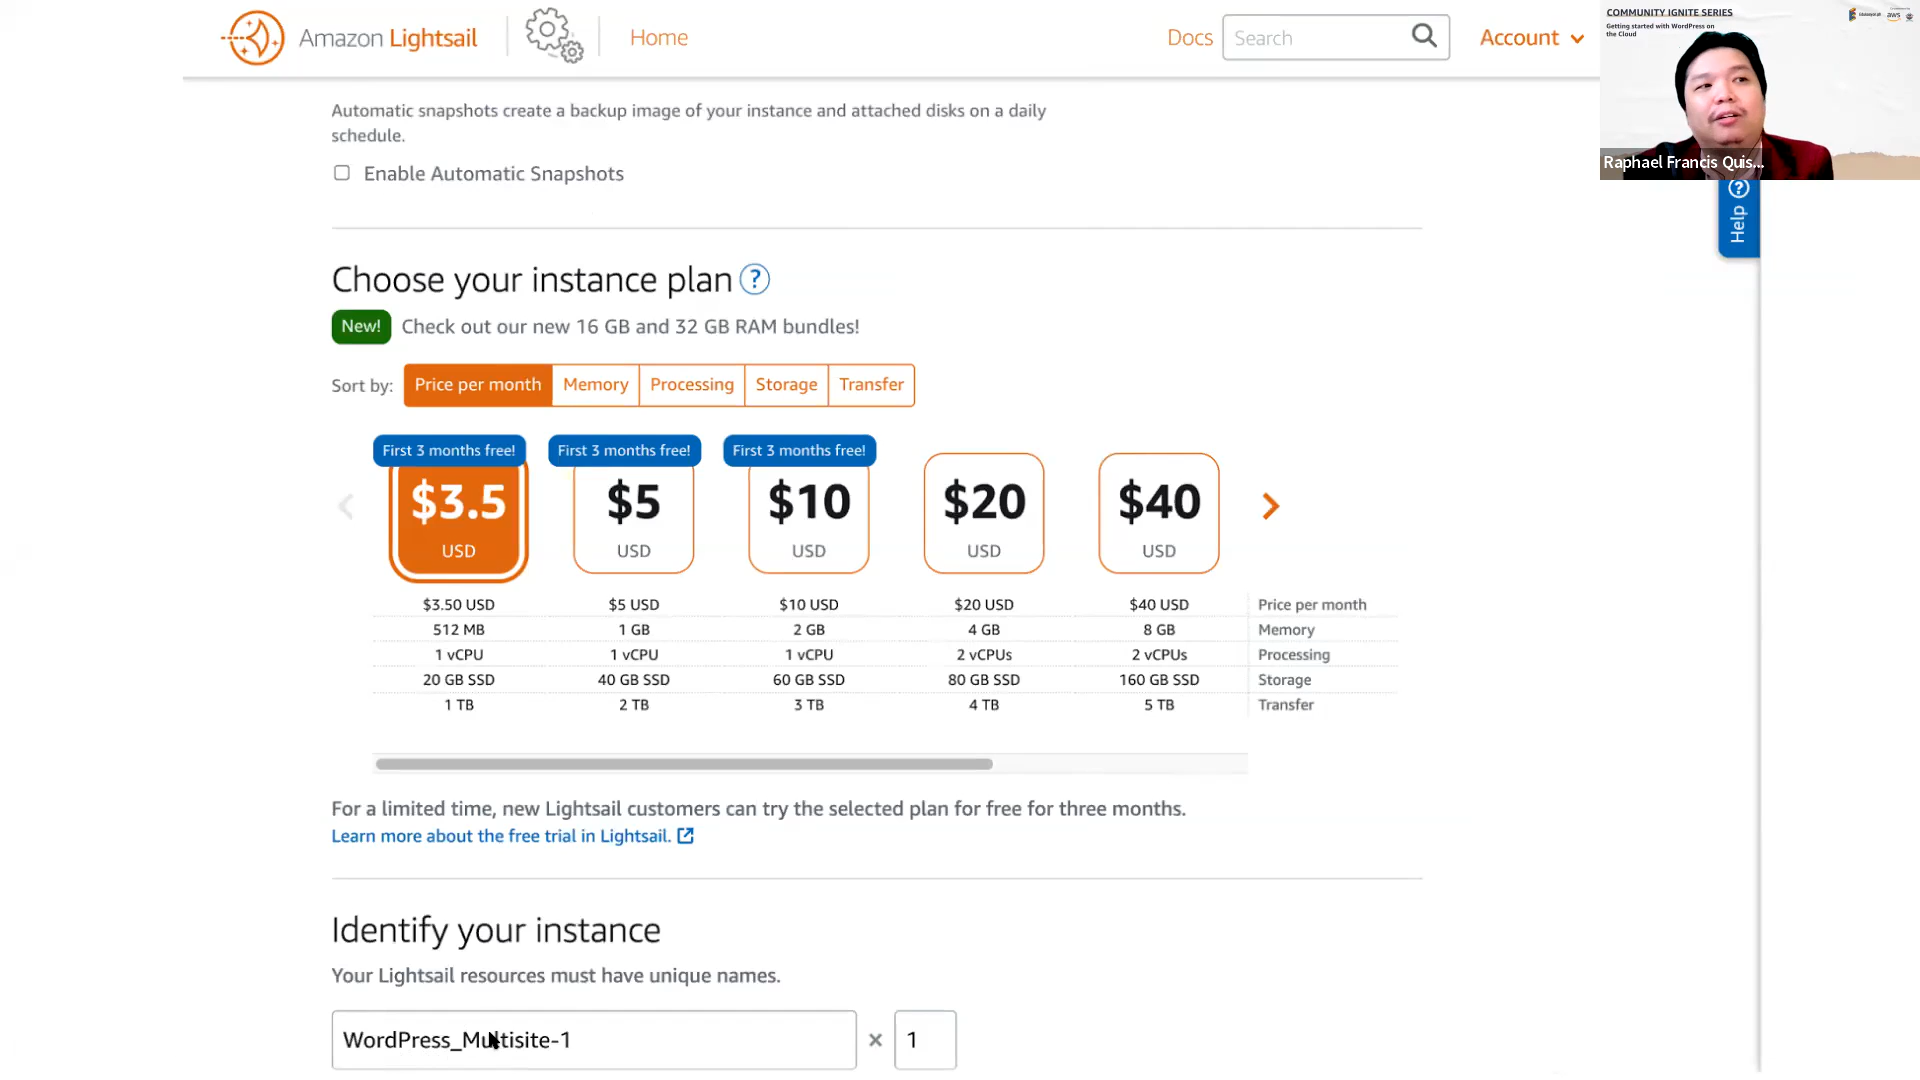 Amazon Lightsail
Home
Docs
Search
Account
COMMUNITY IGNITE SERIES
Getting started with WordPress on
the Cloud
aws
Raphael Francis Quis...
Help
Automatic snapshots create a backup image of your instance and attached disks on a daily
schedule.
Enable Automatic Snapshots
Choose your instance plan ?
New! Check out our new 16 GB and 32 GB RAM bundles!
Sort by: Price per month Memory Processing Storage Transfer
First 3 months free! First 3 months free! First 3 months free!
$3.5 $5 $10 $20 $40
USD USD USD USD USD
$3.50 USD $5 USD $10 USD $20 USD $40 USD Price per month
512 MB 1 GB 2 GB 4 GB 8 GB Memory
1 vCPU 1 vCPU 1 vCPU 2 vCPUs 2 vCPUs Processing
20 GB SSD 40 GB SSD 60 GB SSD 80 GB SSD 160 GB SSD Storage
1 TB 2 TB 3 TB 4 TB 5 TB Transfer
For a limited time, new Lightsail customers can try the selected plan for free for three months.
Learn more about the free trial in Lightsail.
Identify your instance
Your Lightsail resources must have unique names.
WordPress_Multisite-1 × 1